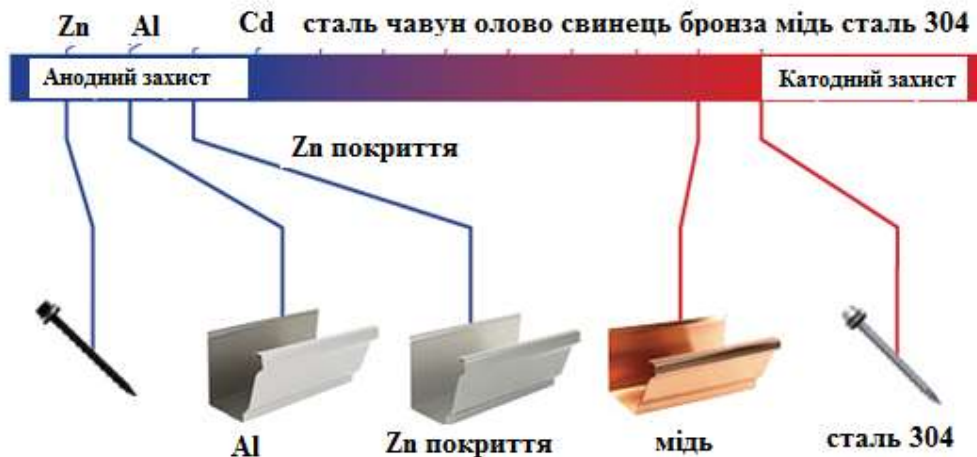 Zn Al Cd сталь чавун олово свинець бронза мідь сталь 304
Анодний захист Катодний захист
Zn покриття
Al Zn покриття мідь сталь 304